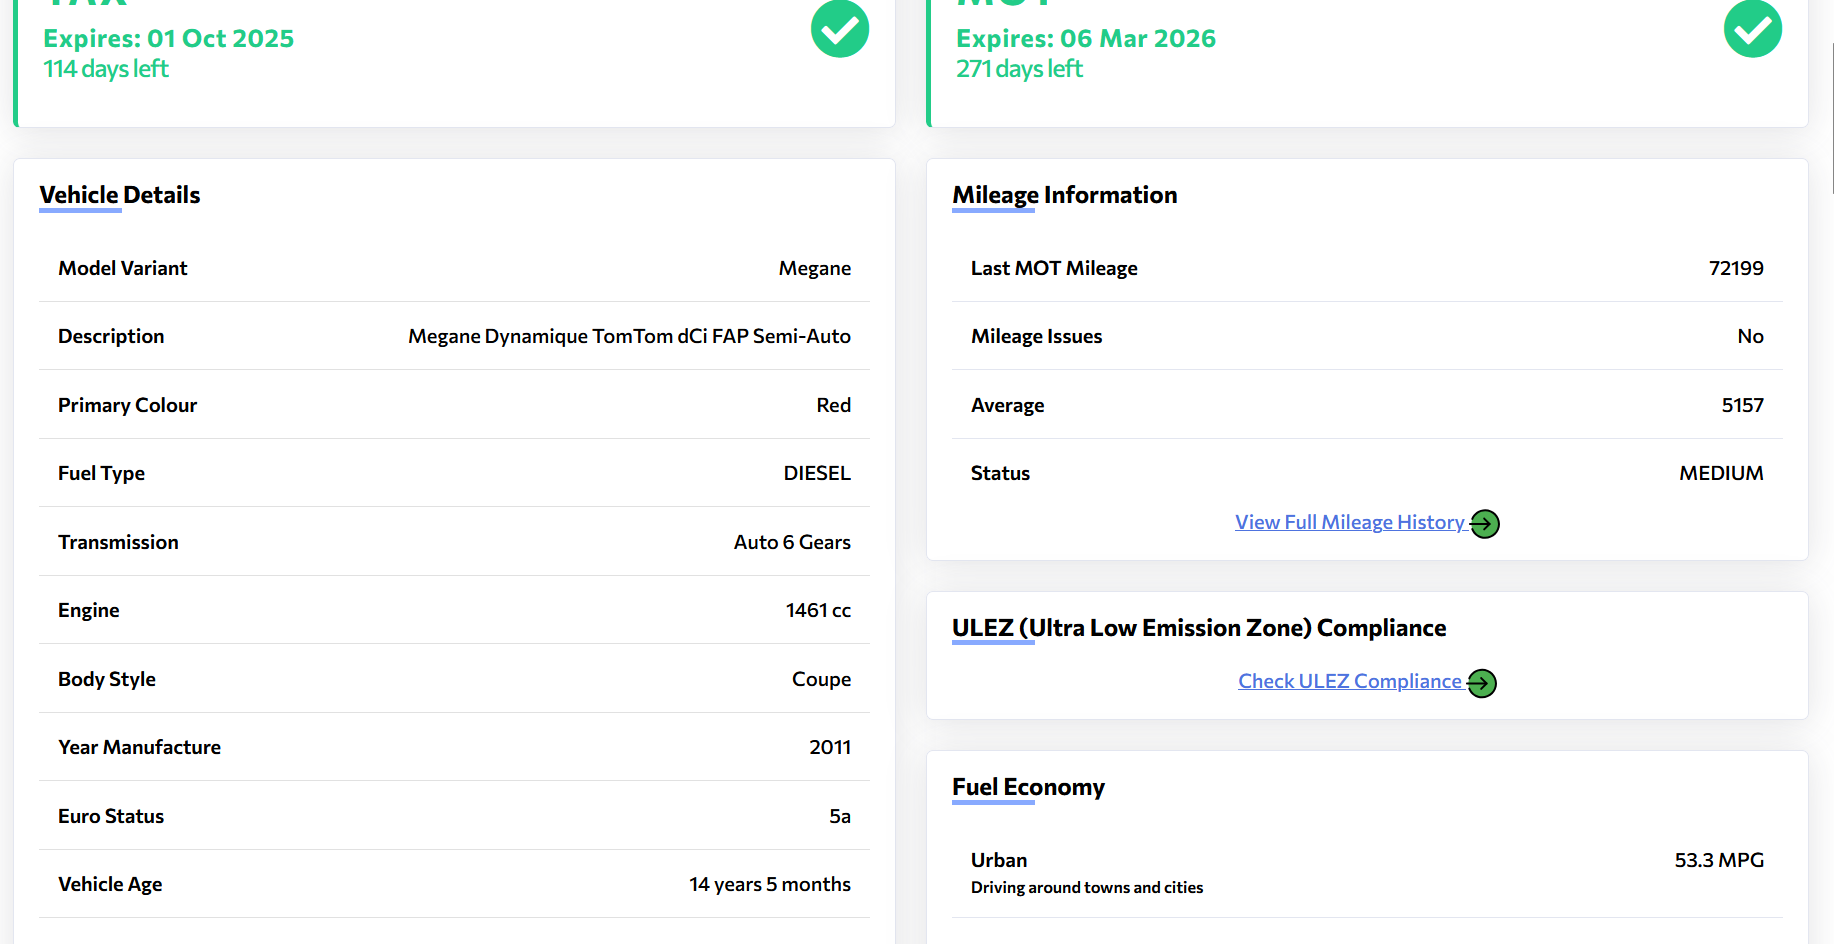 TAX
Expires: 01 Oct 2025
114 days left
MOT
Expires: 06 Mar 2026
271 days left
Vehicle Details
Model Variant Megane
Description Megane Dynamique TomTom dCi FAP Semi-Auto
Primary Colour Red
Fuel Type DIESEL
Transmission Auto 6 Gears
Engine 1461 cc
Body Style Coupe
Year Manufacture 2011
Euro Status 5a
Vehicle Age 14 years 5 months
Mileage Information
Last MOT Mileage 72199
Mileage Issues No
Average 5157
Status MEDIUM
View Full Mileage History
ULEZ (Ultra Low Emission Zone) Compliance
Check ULEZ Compliance
Fuel Economy
Urban 53.3 MPG
Driving around towns and cities